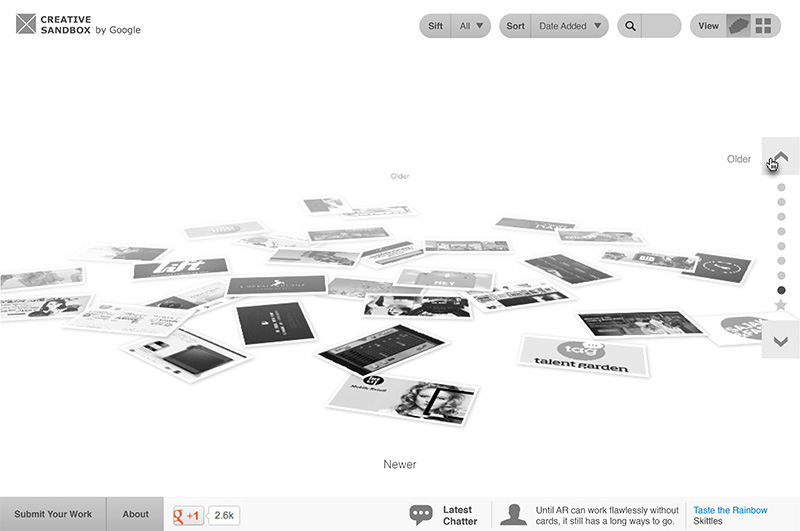 CREATIVE
SANDBOX by Google
Sift All
Sort Date Added
View
Older
Older
HEY
talent garden
Newer
Submit Your Work
About
g +1
2.6k
Latest
Chatter
Until AR can work flawlessly without
cards, it still has a long ways to go.
Taste the Rainbow
Skittles